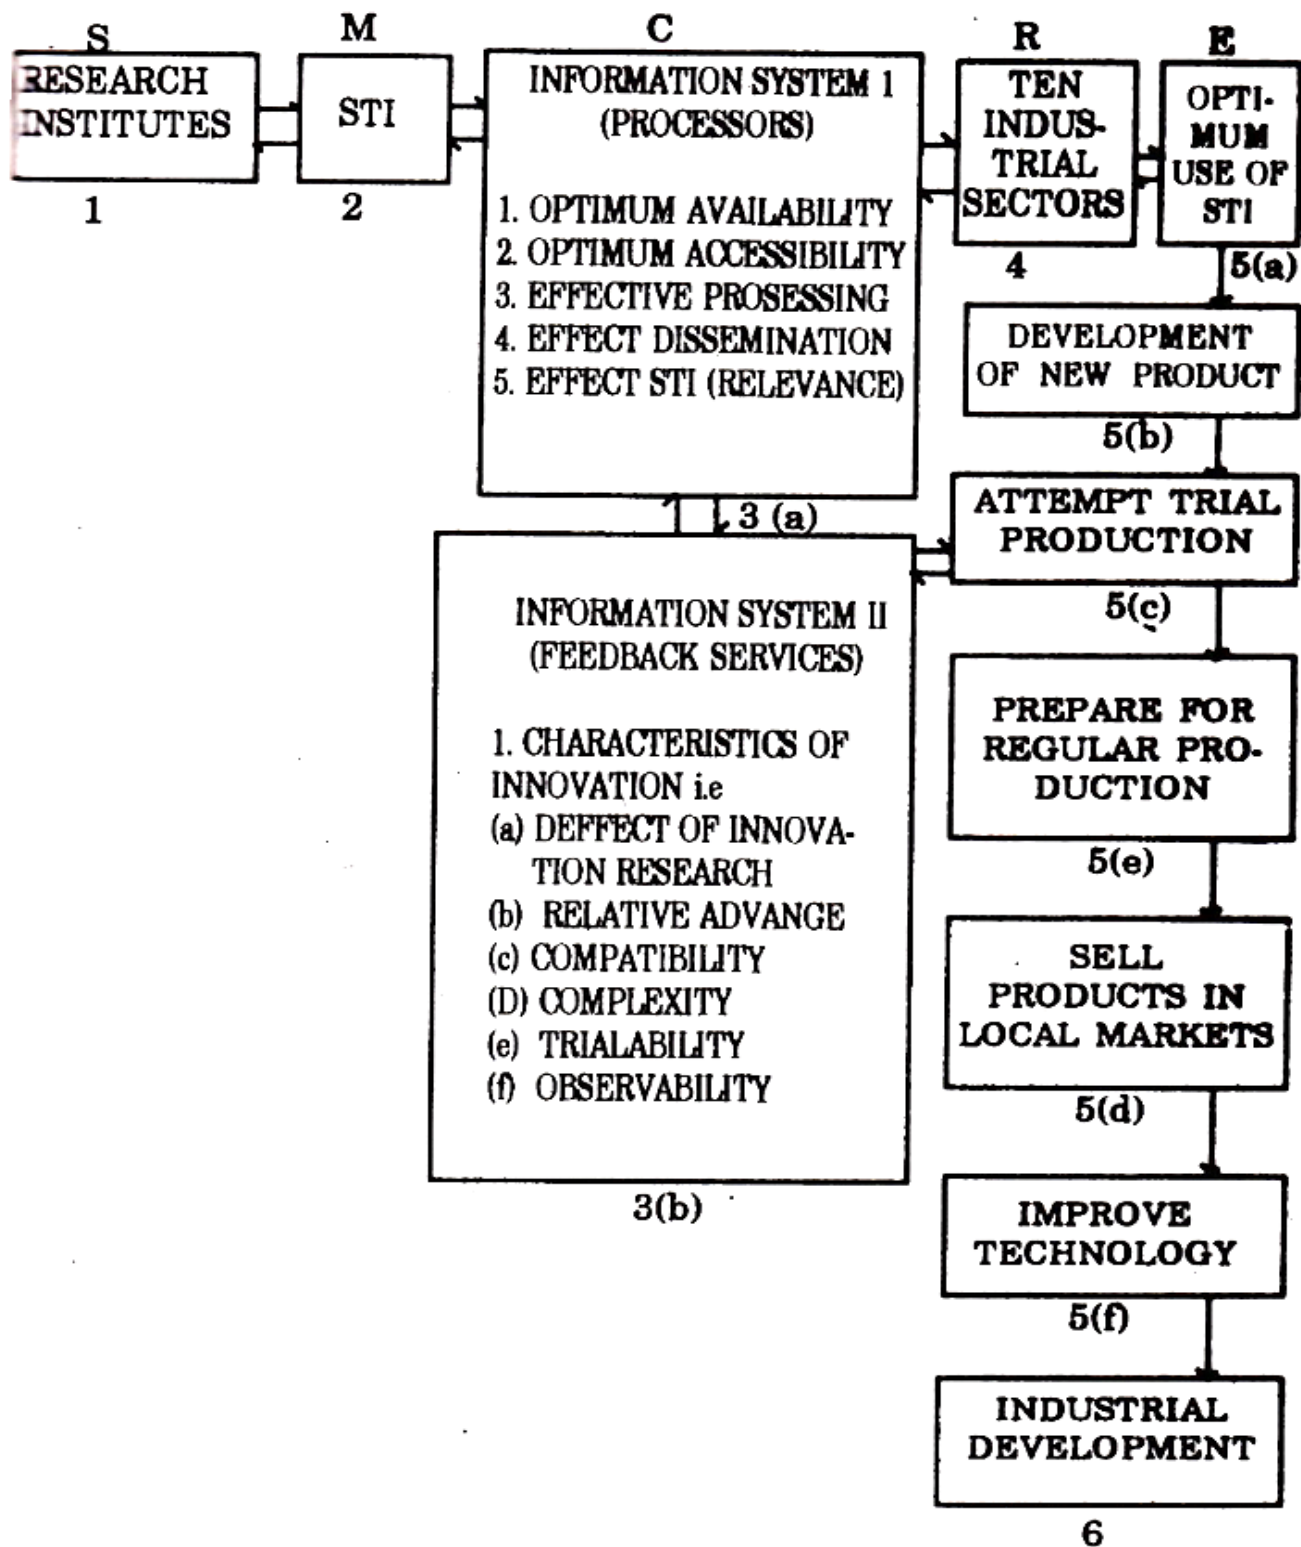 S
M
C
R
E
RESEARCH
INSTITUTES
1
STI
2
INFORMATION SYSTEM 1
(PROCESSORS)
1. OPTIMUM AVAILABILITY
2. OPTIMUM ACCESSIBILITY
3. EFFECTIVE PROSESSING
4. EFFECT DISSEMINATION
5. EFFECT STI (RELEVANCE)
3 (a)
TEN
INDUS-
TRIAL
SECTORS
4
OPTI-
MUM
USE OF
STI
5(a)
DEVELOPMENT
OF NEW PRODUCT
5(b)
ATTEMPT TRIAL
PRODUCTION
5(c)
INFORMATION SYSTEM II
(FEEDBACK SERVICES)
1. CHARACTERISTICS OF
INNOVATION i.e
(a) DEFFECT OF INNOVA-
TION RESEARCH
(b) RELATIVE ADVANGE
(c) COMPATIBILITY
(D) COMPLEXITY
(e) TRIALABILITY
(f) OBSERVABILITY
3(b)
PREPARE FOR
REGULAR PRO-
DUCTION
5(e)
SELL
PRODUCTS IN
LOCAL MARKETS
5(d)
IMPROVE
TECHNOLOGY
5(f)
INDUSTRIAL
DEVELOPMENT
6